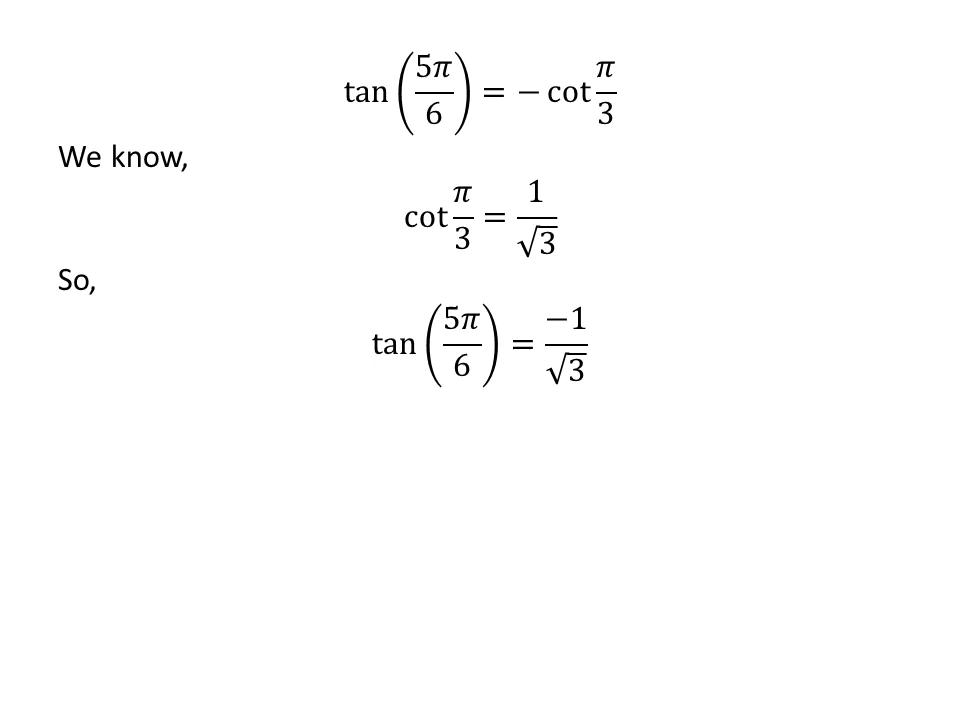 tan(5π/6) = − cot π/3
We know,
cot π/3 = 1/√3
So,
tan(5π/6) = −1/√3